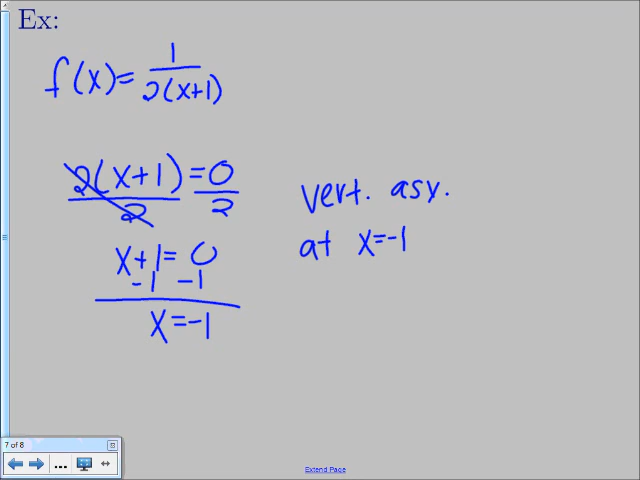 Ex:
f(x) = 1/2(x+1)
2(x+1)/2 = 0/2
x+1 = 0
-1 -1
x = -1
vert. asy.
at x=-1
7 of 8
...
Extend Page